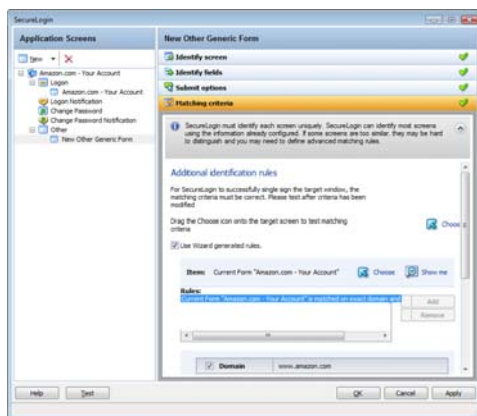 SecureLogin
Application Screens
New
Amazon.com - Your Account
Logon
Amazon.com - Your Account
Logon Notification
Change Password
Change Password Notification
Other
New Other Generic Form
New Other Generic Form
Identify screen
Identify fields
Submit options
Matching criteria
SecureLogin must identify each screen uniquely. SecureLogin can identify most screens
using the information already configured. If some screens are too similar, they may be hard
to distinguish and you may need to define advanced matching rules.
Additional identification rules
For SecureLogin to successfully single sign the target window, the
matching criteria must be correct. Please test after criteria has been
modified
Drag the Choose icon onto the target screen to test matching
criteria
Choose
Use Wizard generated rules.
Item: Current Form "Amazon.com - Your Account" Choose Show me
Rules:
Current Form "Amazon.com - Your Account" is matched on exact domain and
Add
Remove
Domain www.amazon.com
Help Test OK Cancel Apply